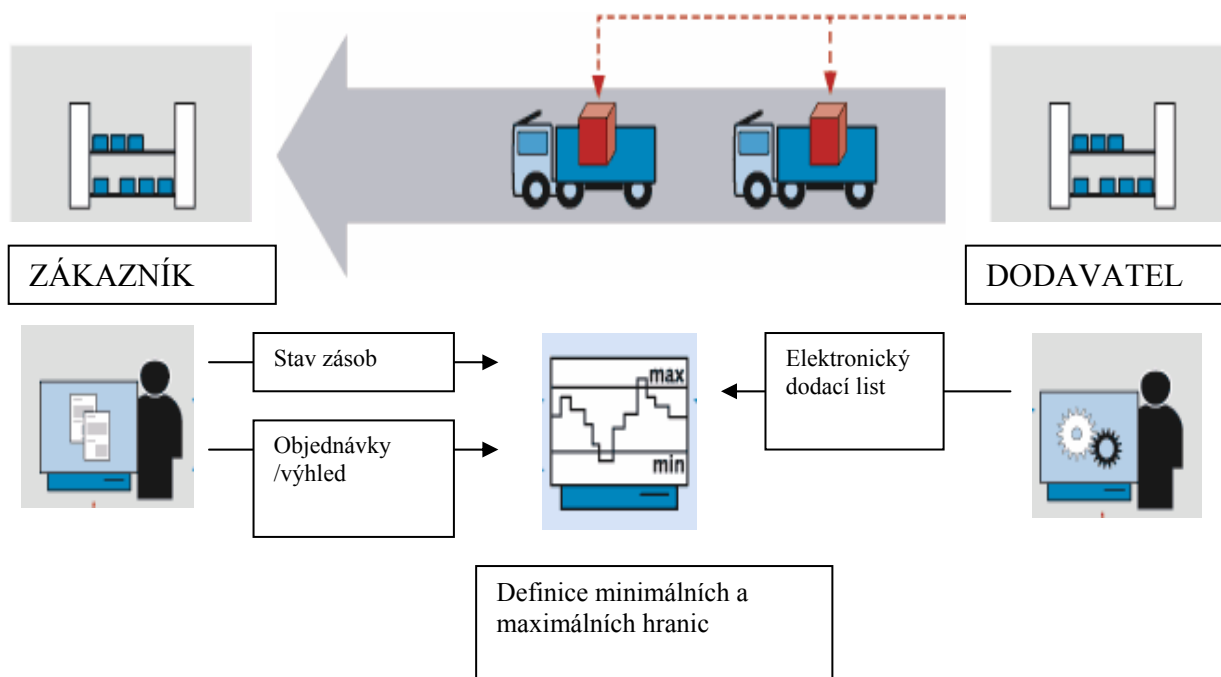 ZÁKAZNÍK
DODAVATEL
Stav zásob
Objednávky
/výhled
max
min
Elektronický
dodací list
Definice minimálních a
maximálních hranic